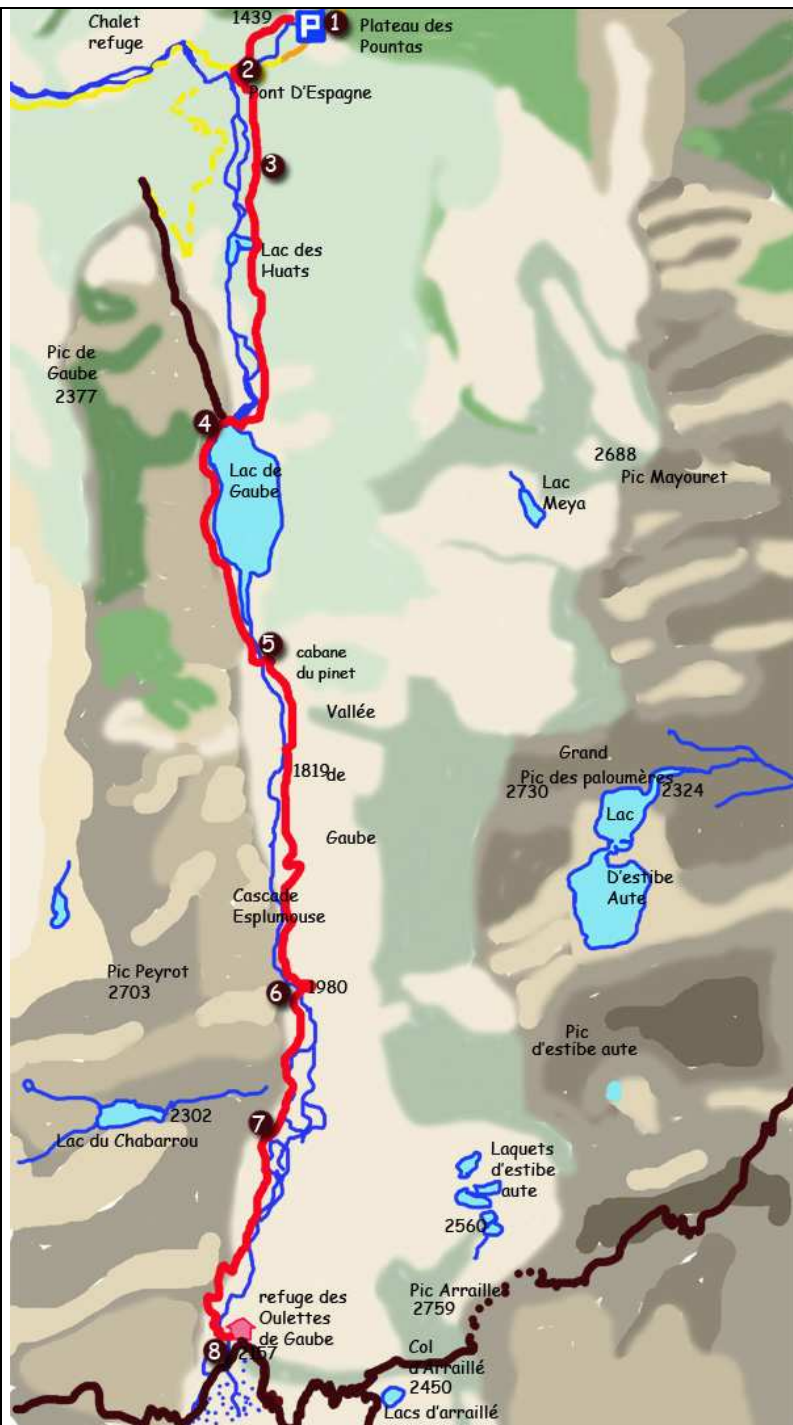 Chalet
refuge
1439
P
1
Plateau des
Pountas
2
Pont D'Espagne
3
Lac des
Huats
Pic de
Gaube
2377
4
Lac de
Gaube
2688
Pic Mayouret
Lac
Meya
5
cabane
du pinet
Vallée
1819
de
Gaube
Grand
Pic des paloumères
2730
2324
Lac
D'estibe
Aute
Cascade
Esplumouse
Pic Peyrot
2703
6
1980
Pic
d'estibe aute
2302
Lac du Chabarrou
7
Laquets
d'estibe
aute
2560
refuge des
Oulettes
de Gaube
2157
8
Pic Arraille
2759
Col
d'Arraillé
2450
Lacs d'arraillé